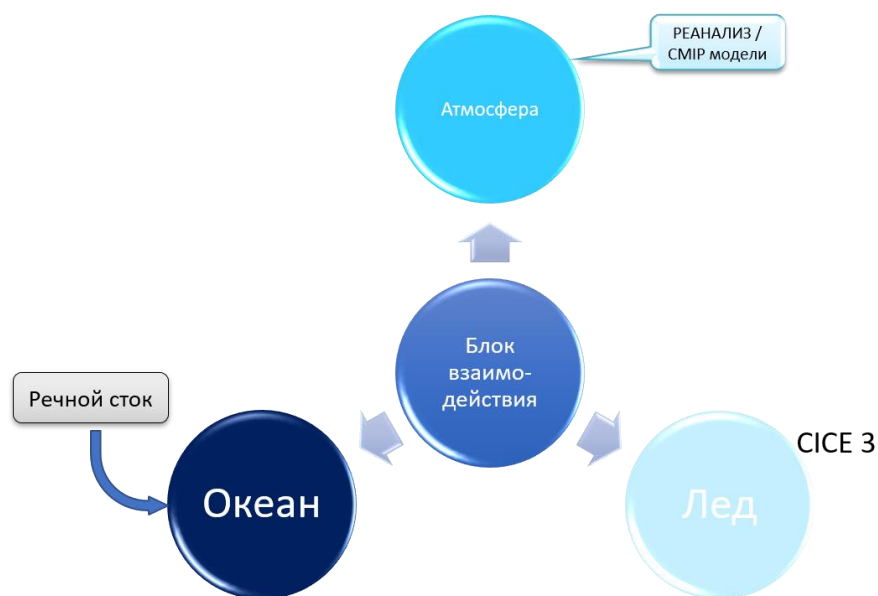 РЕАНАЛИЗ /
CMIP модели
Атмосфера
Блок
взаимо-
действия
Речной сток
Океан
Лед
CICE 3